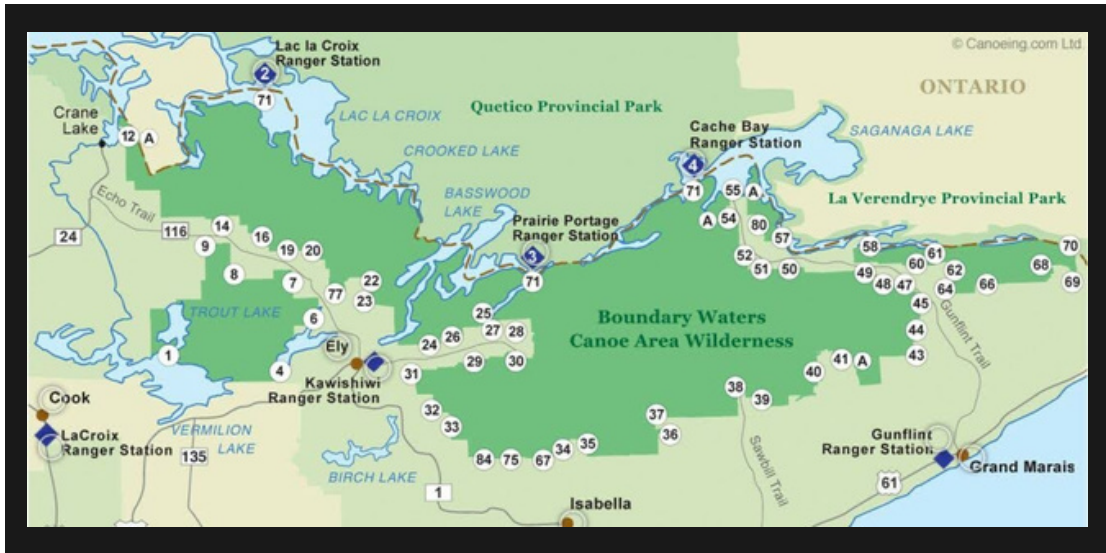 © Canoeing.com Ltd.
Lac la Croix
Ranger Station
2
71
ONTARIO
Quetico Provincial Park
Crane
Lake
12
A
LAC LA CROIX
Cache Bay
Ranger Station
4
71
SAGANAGA LAKE
CROOKED LAKE
BASSWOOD
LAKE
55
A
La Verendrye Provincial Park
Echo Trail
Prairie Portage
Ranger Station
3
71
A
54
80
57
24
116
14
9
16
19
20
8
7
77
22
23
52
51
50
58
49
48
47
60
61
62
64
66
68
70
69
TROUT LAKE
6
25
27
28
24
26
29
30
Boundary Waters
Canoe Area Wilderness
45
44
43
Gunflint Trail
1
4
Ely
Kawishiwi
Ranger Station
31
41
A
40
38
39
Cook
LaCroix
Ranger Station
VERMILION
LAKE
135
32
33
37
36
Sawbill Trail
84
75
67
34
35
BIRCH LAKE
1
Isabella
Gunflint
Ranger Station
Grand Marais
61